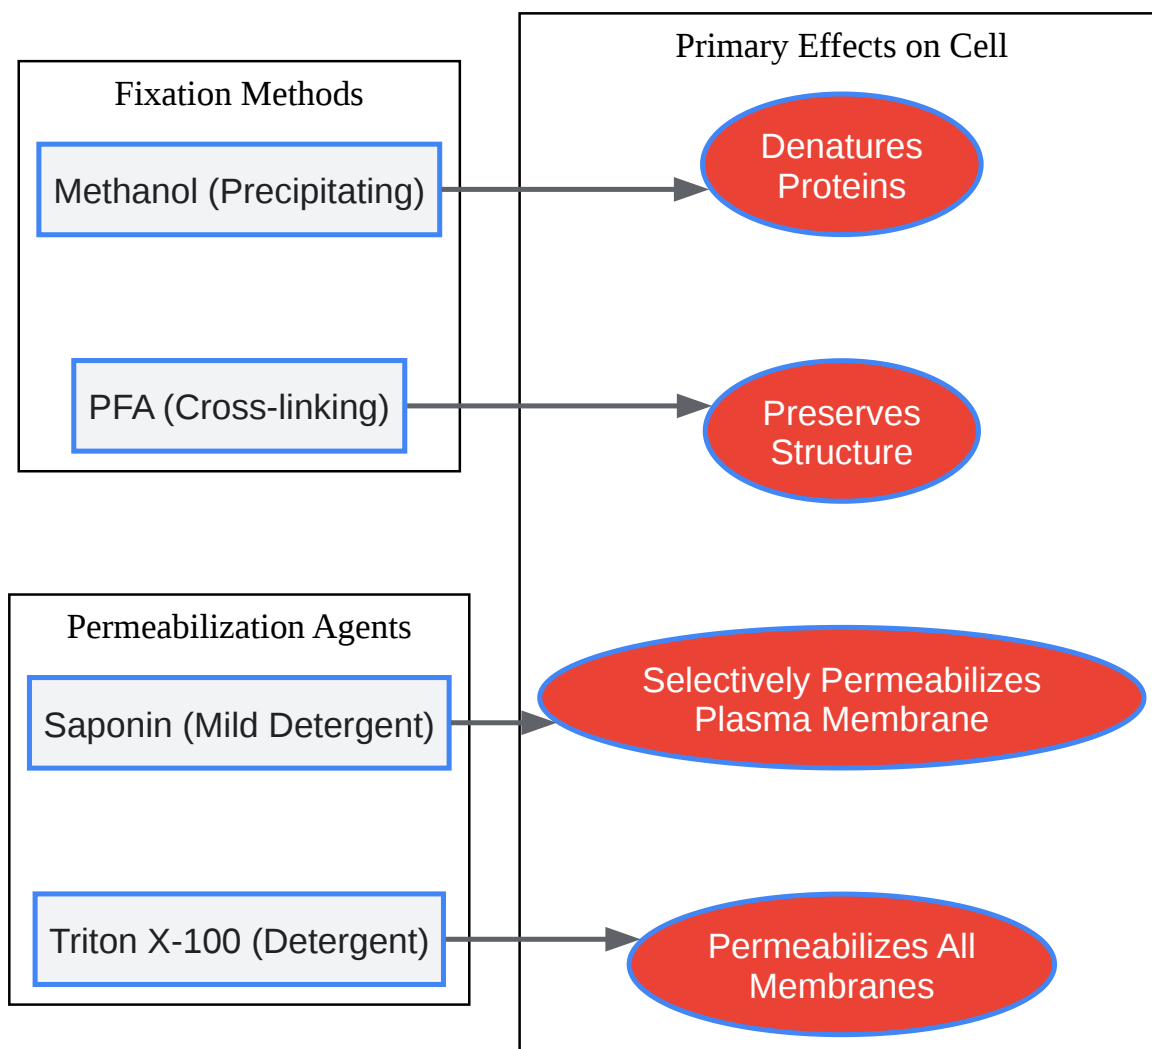 Primary Effects on Cell
Fixation Methods
Methanol (Precipitating)
Denatures
Proteins
PFA (Cross-linking)
Preserves
Structure
Permeabilization Agents
Saponin (Mild Detergent)
Selectively Permeabilizes
Plasma Membrane
Triton X-100 (Detergent)
Permeabilizes All
Membranes